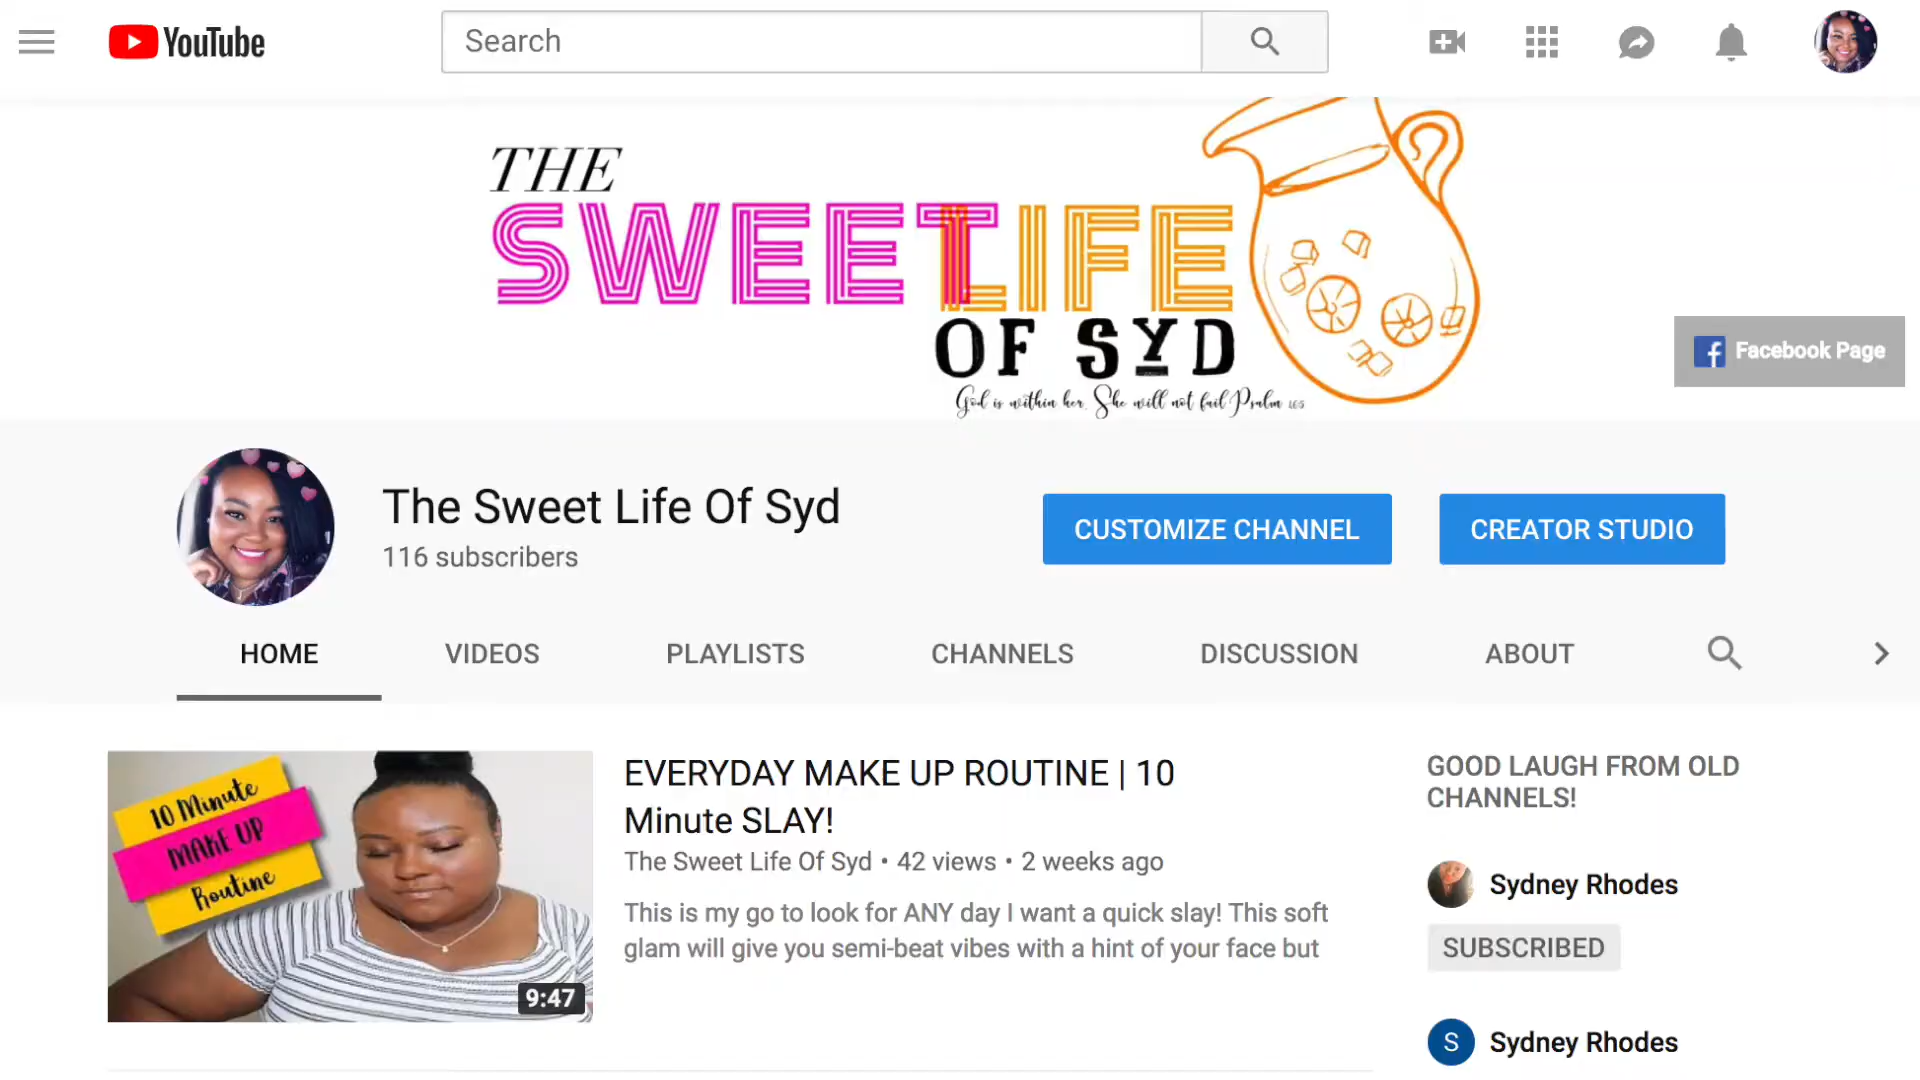 YouTube
Search
THE
SWEET LIFE
OF SYD
God is within her, She will not fail Psalm
Facebook Page
The Sweet Life Of Syd
116 subscribers
CUSTOMIZE CHANNEL
CREATOR STUDIO
HOME
VIDEOS
PLAYLISTS
CHANNELS
DISCUSSION
ABOUT
10 Minute
MAKE UP
Routine
9:47
EVERYDAY MAKE UP ROUTINE | 10
Minute SLAY!
The Sweet Life Of Syd • 42 views • 2 weeks ago
This is my go to look for ANY day I want a quick slay! This soft
glam will give you semi-beat vibes with a hint of your face but
GOOD LAUGH FROM OLD
CHANNELS!
Sydney Rhodes
SUBSCRIBED
S
Sydney Rhodes